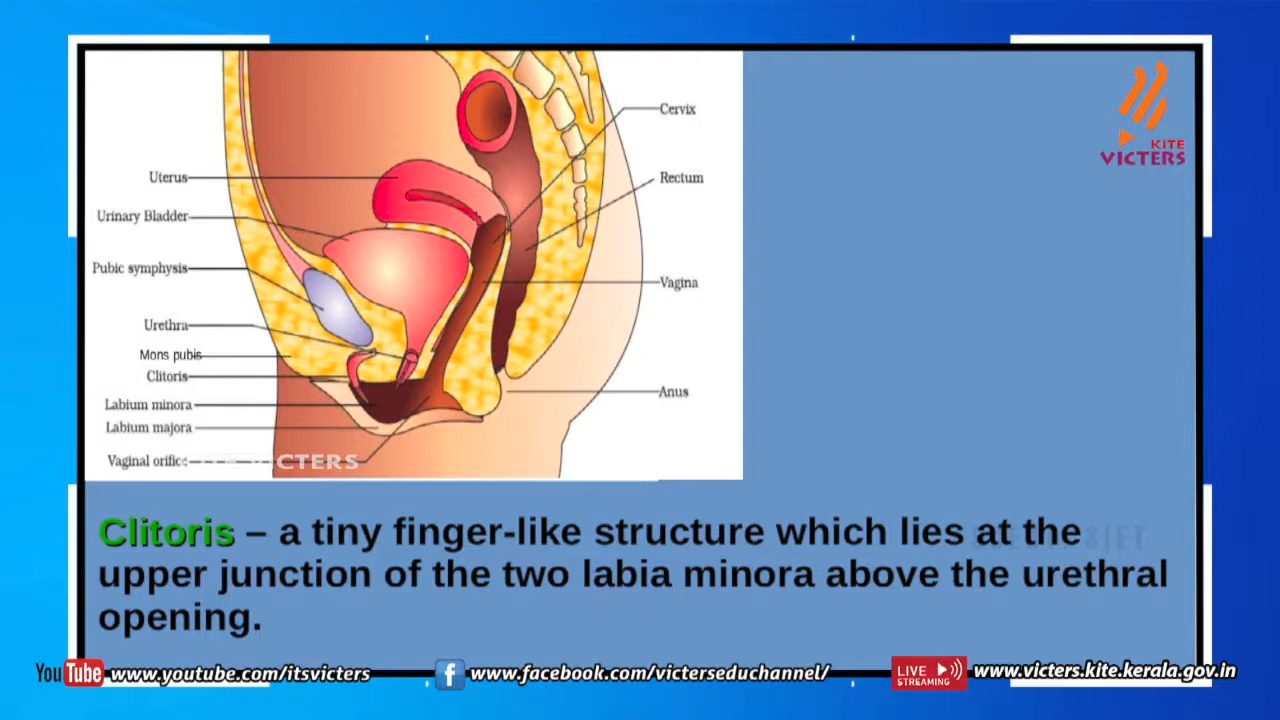 Cervix
Uterus
Rectum
Urinary Bladder
Pubic symphysis
Vagina
Urethra
Mons pubis
Clitoris
Anus
Labium minora
Labium majora
Vaginal orifice
VICTERS
KITE
VICTERS
Clitoris – a tiny finger-like structure which lies at the
upper junction of the two labia minora above the urethral
opening.
YouTube www.youtube.com/itsvicters
f www.facebook.com/victerseduchannel/
LIVE STREAMING www.victers.kite.kerala.gov.in